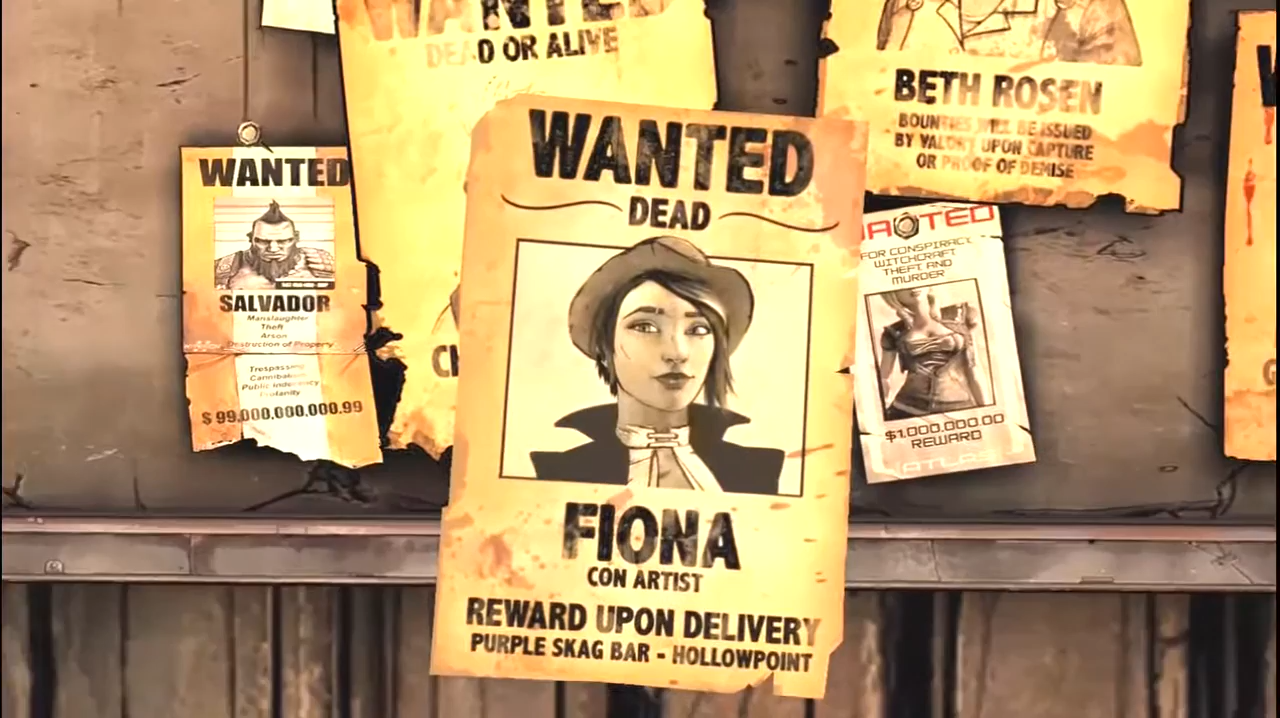 WANTED
DEAD OR ALIVE
BETH ROSEN
BOUNTIES WILL BE ISSUED
BY VALORY UPON CAPTURE
OR PROOF OF DEMISE
WANTED
SALVADOR
Manslaughter
Theft
Arson
Destruction of Property
Trespassing
Cannibalism
Public Indecency
Profanity
$ 99,000,000,000.99
WANTED
DEAD
FIONA
CON ARTIST
REWARD UPON DELIVERY
PURPLE SKAG BAR - HOLLOWPOINT
WANTED
FOR CONSPIRACY,
WITCHCRAFT,
THEFT AND
MURDER
$1,000,000.00
REWARD
ATLAS